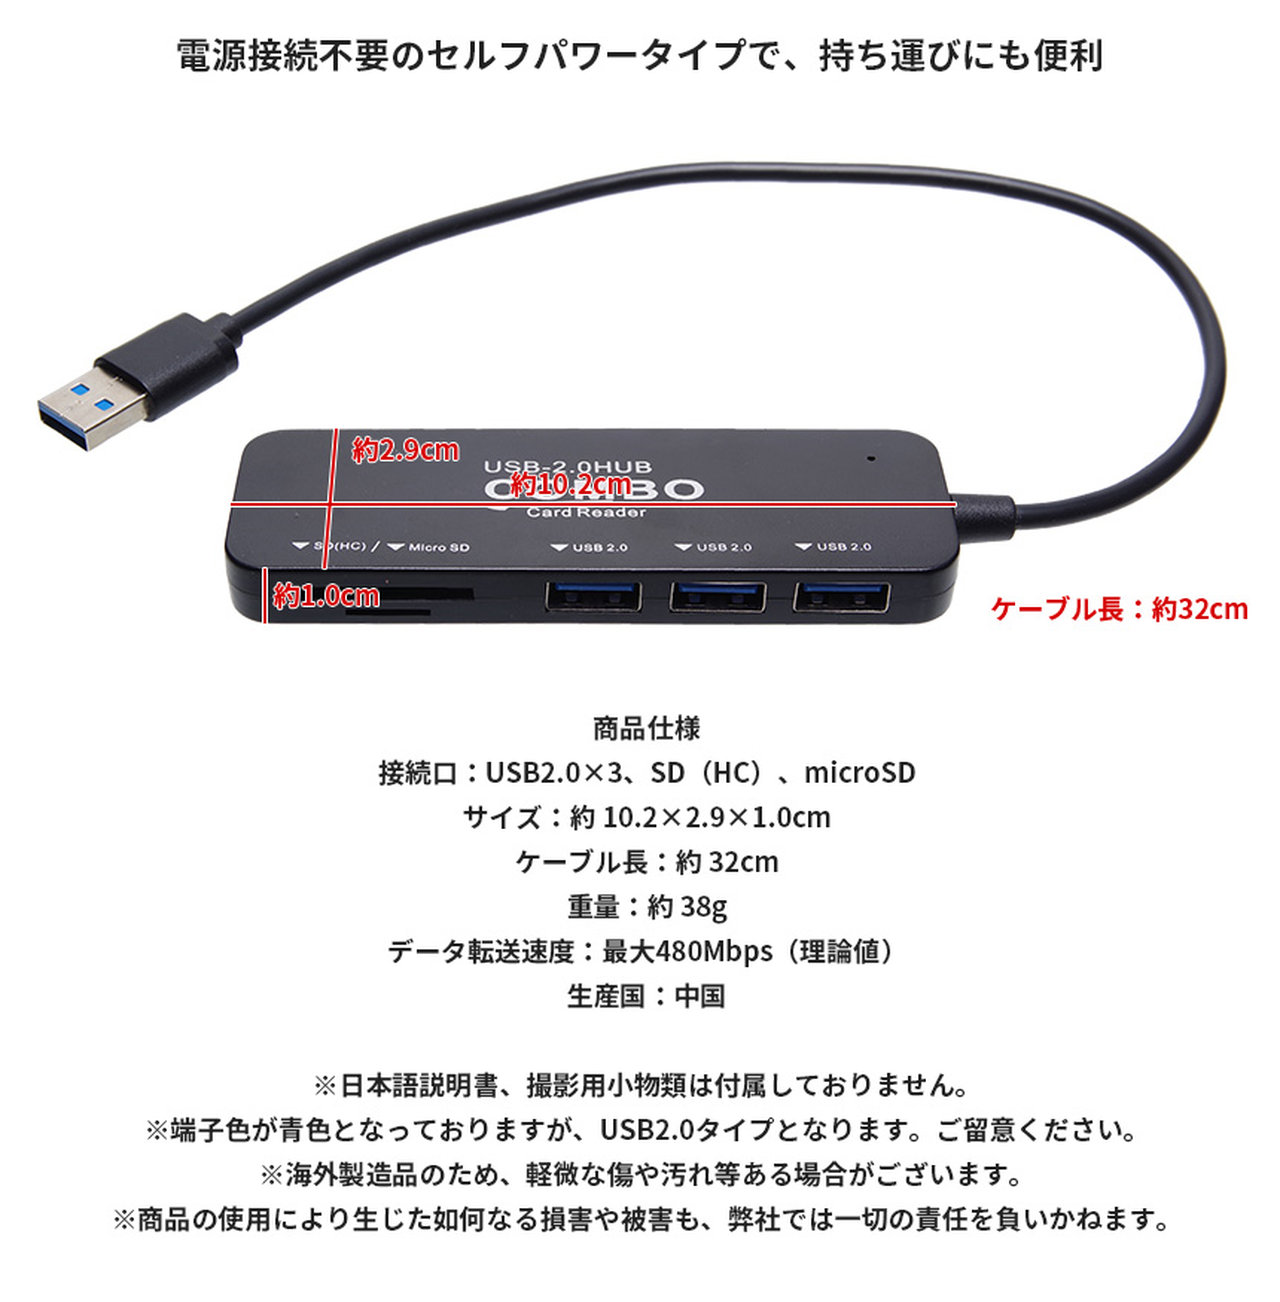 電源接続不要のセルフパワータイプで、持ち運びにも便利
約2.9cm
USB-2.0HUB
約10.2cm
COMBO
Card Reader
SD(HC) / Micro SD
USB 2.0
USB 2.0
USB 2.0
約1.0cm
ケーブル長：約32cm
商品仕様
接続口：USB2.0×3、SD（HC）、microSD
サイズ：約 10.2×2.9×1.0cm
ケーブル長：約 32cm
重量：約 38g
データ転送速度：最大480Mbps（理論値）
生産国：中国
※日本語説明書、撮影用小物類は付属しておりません。
※端子色が青色となっておりますが、USB2.0タイプとなります。ご留意ください。
※海外製造品のため、軽微な傷や汚れ等ある場合がございます。
※商品の使用により生じた如何なる損害や被害も、弊社では一切の責任を負いかねます。